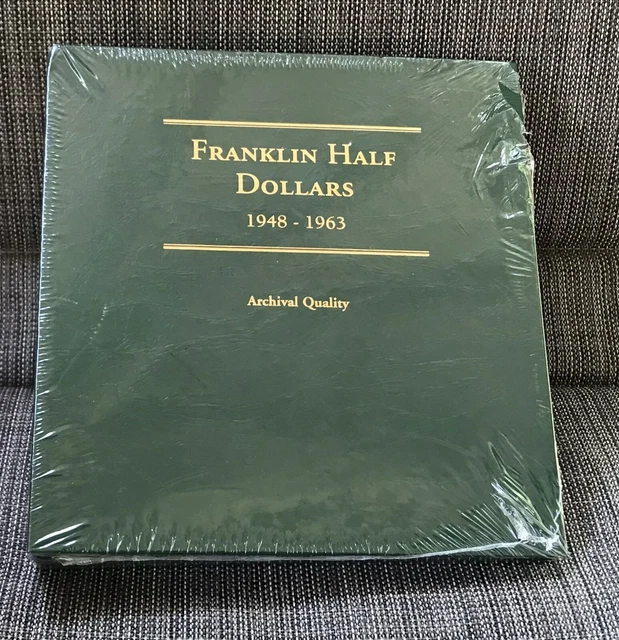 Franklin Half
Dollars
1948 - 1963
Archival Quality